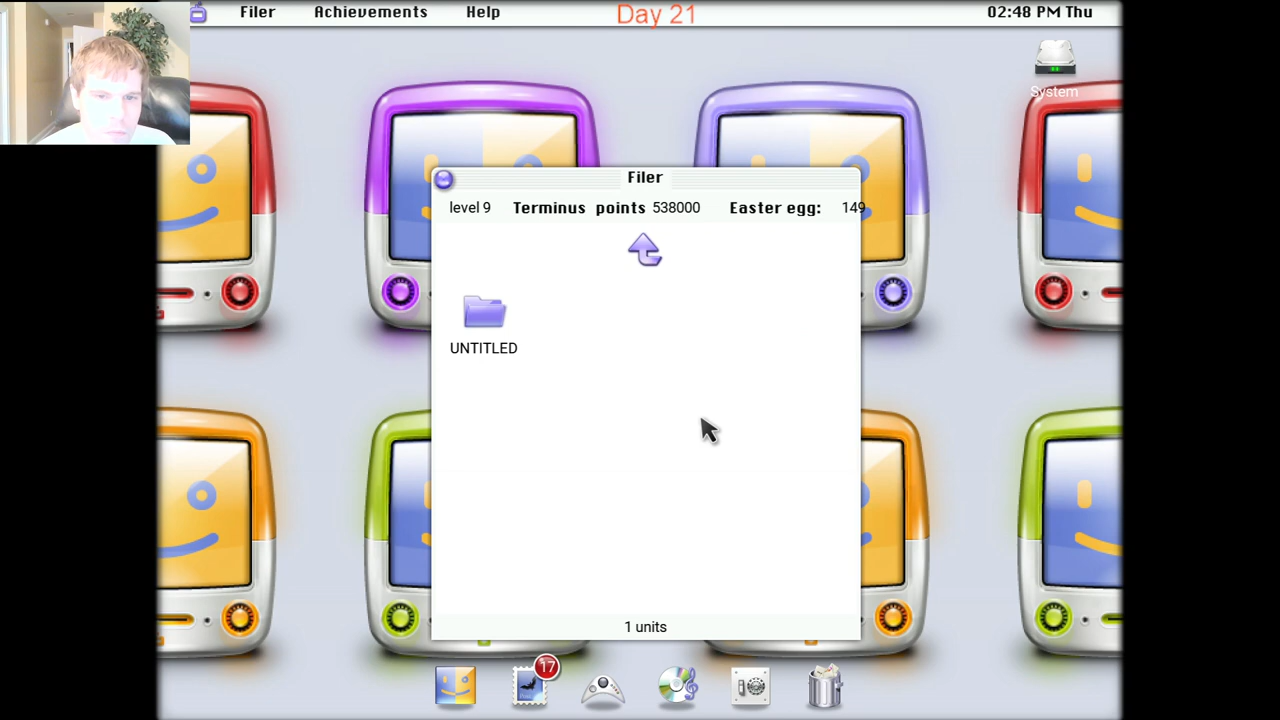 Filer Achievements Help Day 21 02:48 PM Thu
System
Filer
level 9 Terminus points 538000 Easter egg: 149
UNTITLED
1 units
17